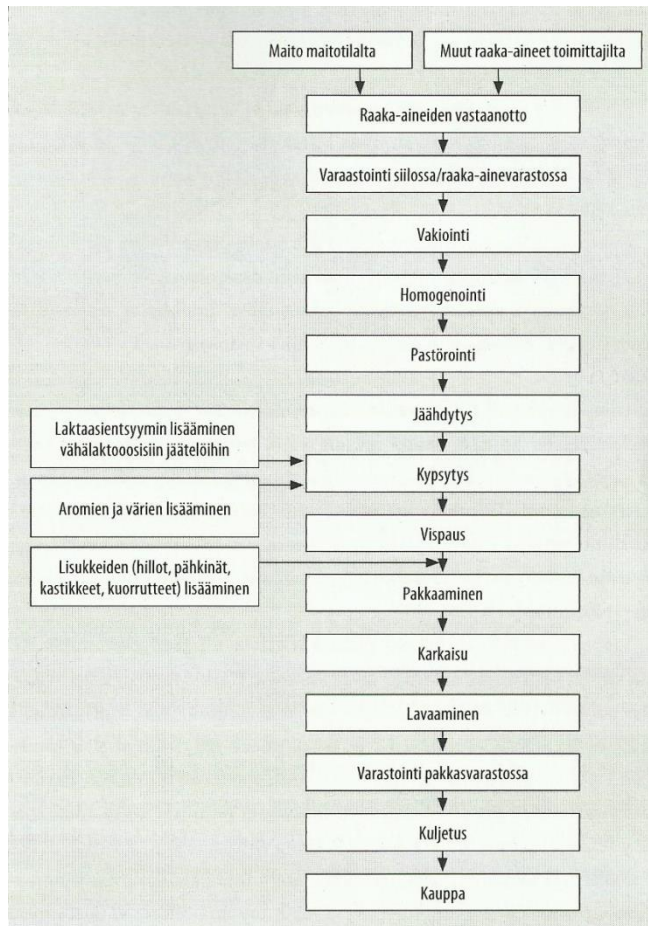 Maito maitotilalta
Muut raaka-aineet toimittajilta
Raaka-aineiden vastaanotto
Varaastointi siilossa/raaka-ainevarastossa
Vakiointi
Homogenointi
Pastörointi
Jäähdytys
Laktaasientsyymin lisääminen
vähälaktooosisiin jäätelöihin
Kypsytys
Aromien ja värien lisääminen
Vispaus
Lisukkeiden (hillot, pähkinät,
kastikkeet, kuorrutteet) lisääminen
Pakkaaminen
Karkaisu
Lavaaminen
Varastointi pakkasvarastossa
Kuljetus
Kauppa